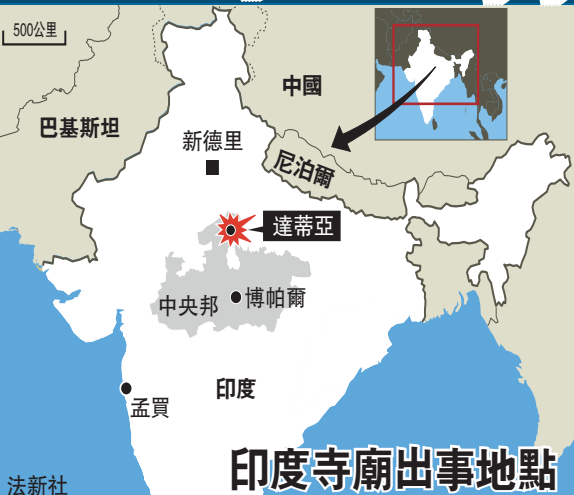 500公里
中國
巴基斯坦
新德里
尼泊爾
達蒂亞
中央邦
博帕爾
孟買
印度
印度寺廟出事地點
法新社